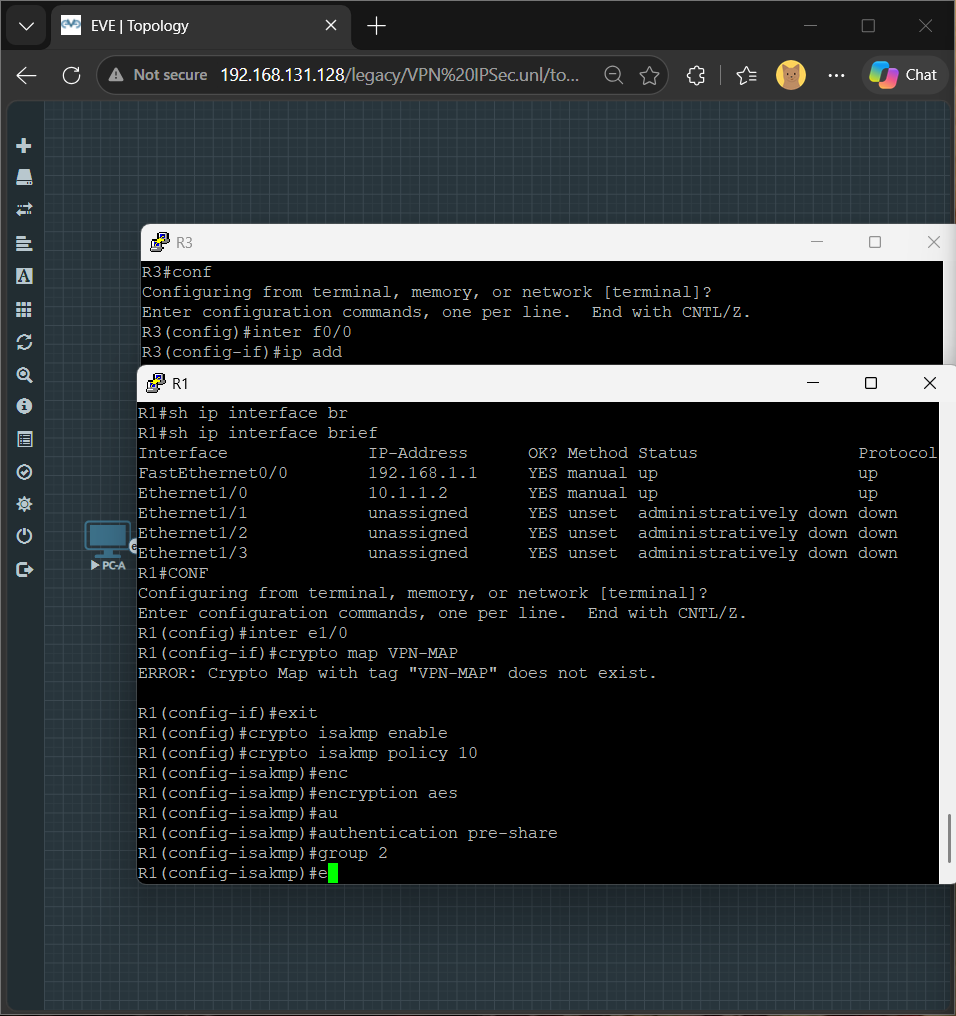 EVE | Topology
Not secure 192.168.131.128/legacy/VPN%20IPSec.unl/to...
Chat
A
R3
R3#conf
Configuring from terminal, memory, or network [terminal]?
Enter configuration commands, one per line.  End with CNTL/Z.
R3(config)#inter f0/0
R3(config-if)#ip add
R1
R1#sh ip interface br
R1#sh ip interface brief
Interface IP-Address OK? Method Status Protocol
FastEthernet0/0 192.168.1.1 YES manual up up
Ethernet1/0 10.1.1.2 YES manual up up
Ethernet1/1 unassigned YES unset administratively down down
Ethernet1/2 unassigned YES unset administratively down down
Ethernet1/3 unassigned YES unset administratively down down
R1#CONF
Configuring from terminal, memory, or network [terminal]?
Enter configuration commands, one per line.  End with CNTL/Z.
R1(config)#inter e1/0
R1(config-if)#crypto map VPN-MAP
ERROR: Crypto Map with tag "VPN-MAP" does not exist.
R1(config-if)#exit
R1(config)#crypto isakmp enable
R1(config)#crypto isakmp policy 10
R1(config-isakmp)#enc
R1(config-isakmp)#encryption aes
R1(config-isakmp)#au
R1(config-isakmp)#authentication pre-share
R1(config-isakmp)#group 2
R1(config-isakmp)#e
PC-A